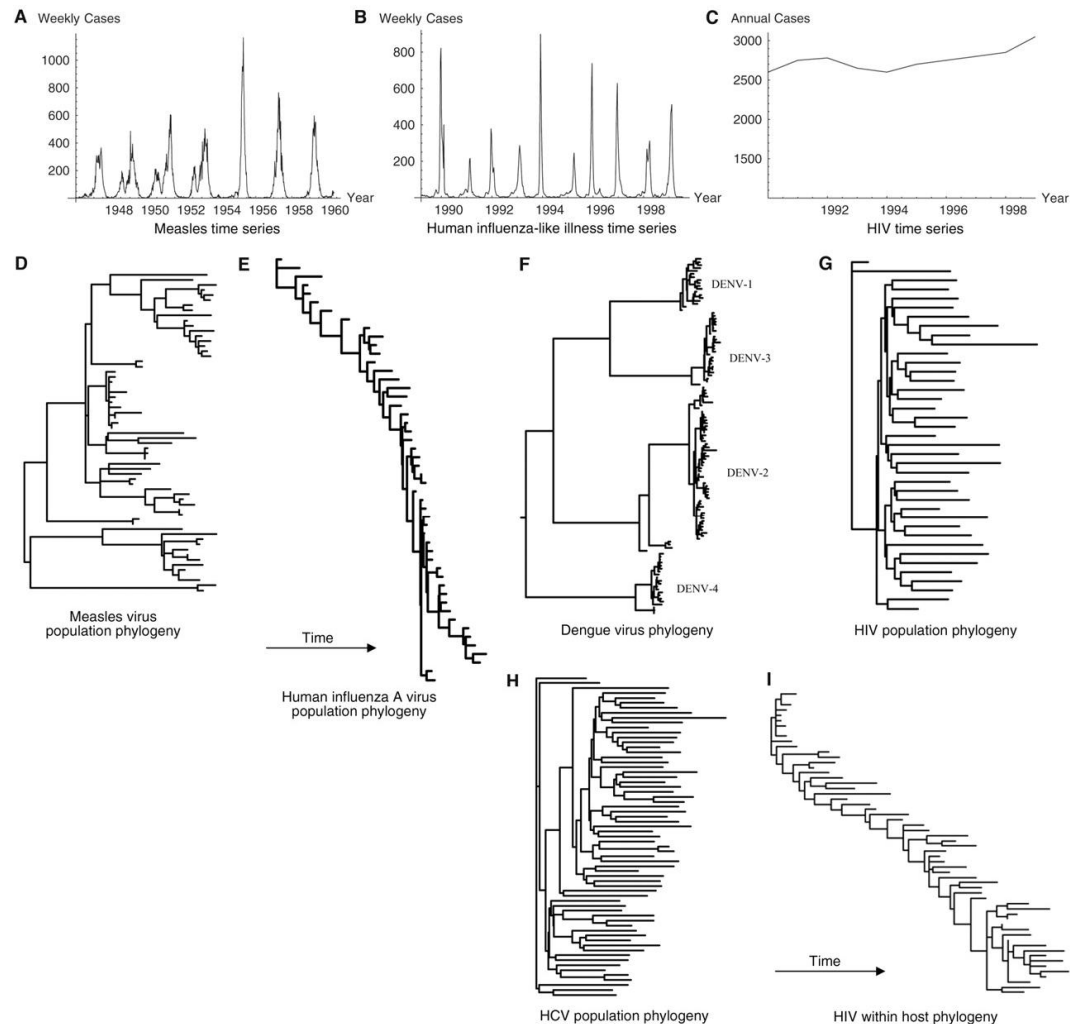 A Weekly Cases
1000
800
600
400
200
1948 1950 1952 1954 1956 1958 1960 Year
Measles time series
B Weekly Cases
800
600
400
200
1990 1992 1994 1996 1998 Year
Human influenza-like illness time series
C Annual Cases
3000
2500
2000
1500
1992 1994 1996 1998 Year
HIV time series
D
Measles virus
population phylogeny
E
Time
Human influenza A virus
population phylogeny
F
DENV-1
DENV-3
DENV-2
DENV-4
Dengue virus phylogeny
G
HIV population phylogeny
H
HCV population phylogeny
I
Time
HIV within host phylogeny